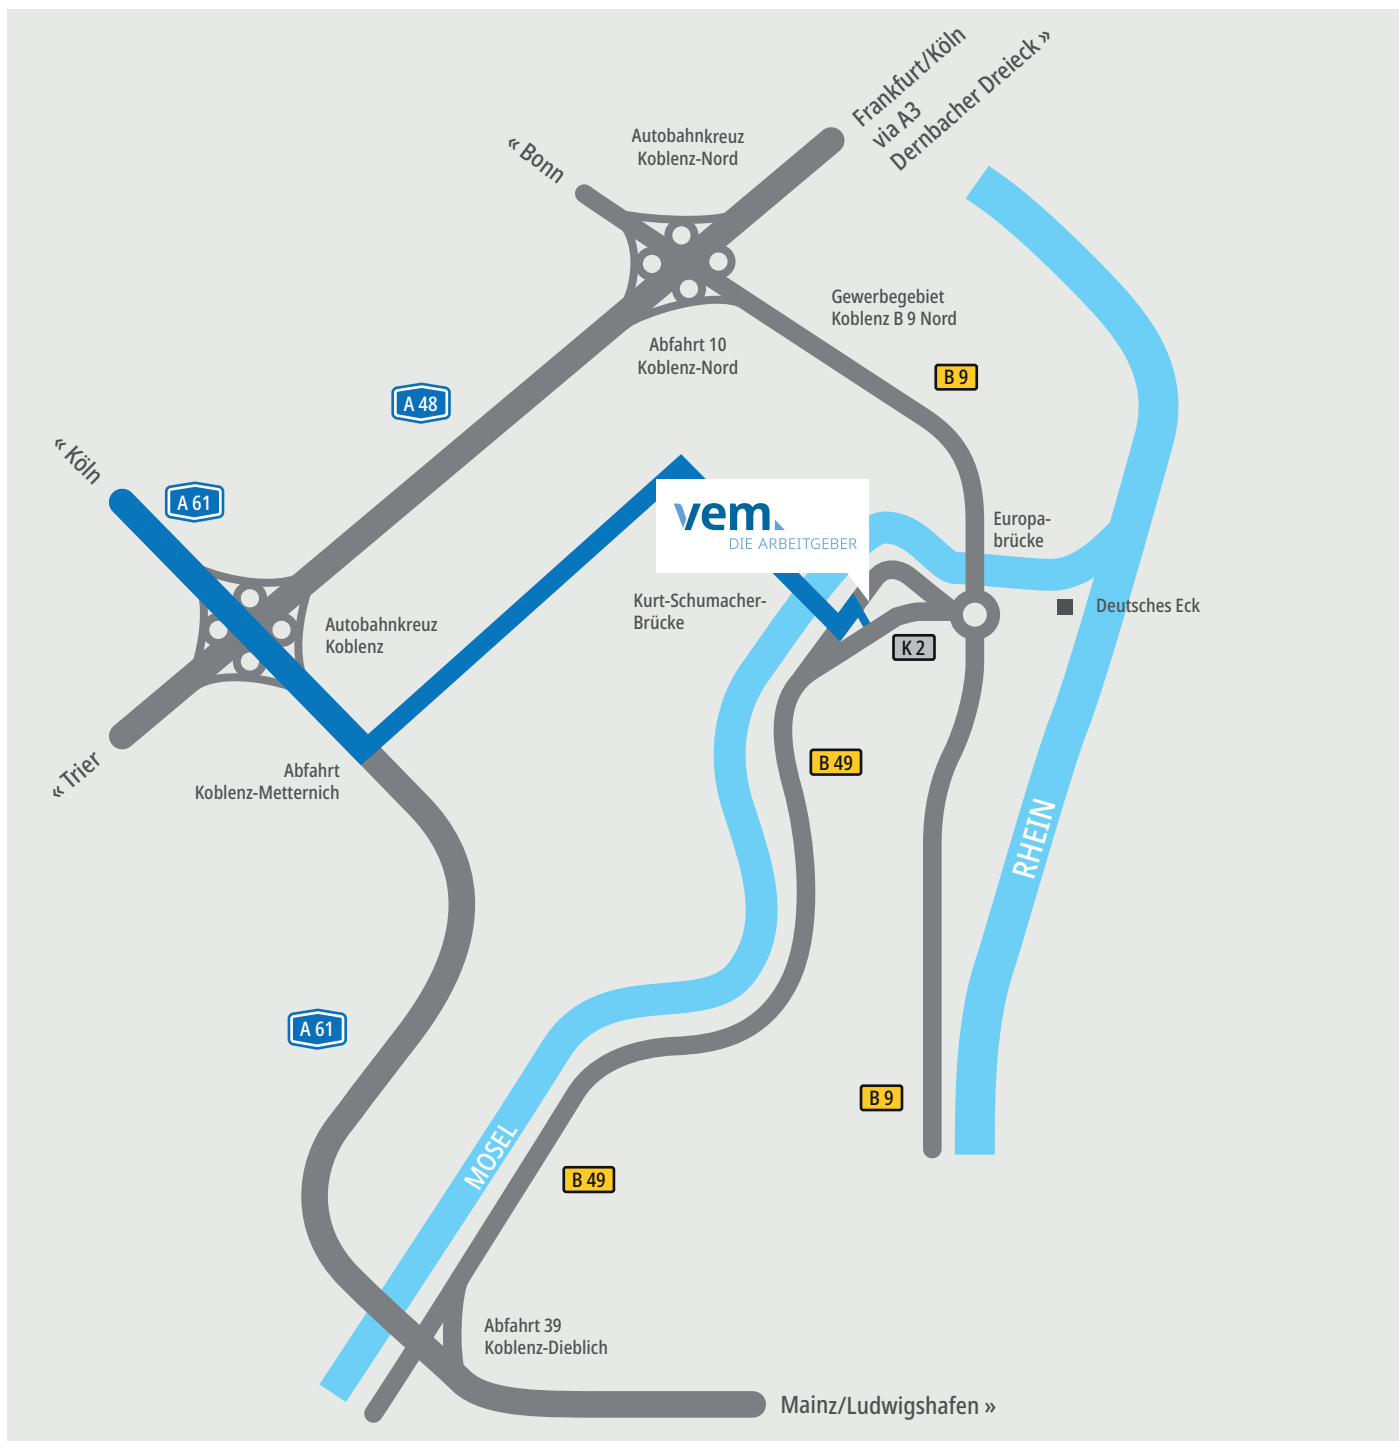 Frankfurt/Köln
via A3
Dernbacher Dreieck »
Autobahnkreuz
Koblenz-Nord
« Bonn
Gewerbegebiet
Koblenz B 9 Nord
Abfahrt 10
Koblenz-Nord
B 9
A 48
« Köln
A 61
vem.
DIE ARBEITGEBER
Europa-
brücke
Kurt-Schumacher-
Brücke
Deutsches Eck
Autobahnkreuz
Koblenz
K 2
« Trier
Abfahrt
Koblenz-Metternich
B 49
RHEIN
A 61
B 9
MOSEL
B 49
Abfahrt 39
Koblenz-Dieblich
Mainz/Ludwigshafen »